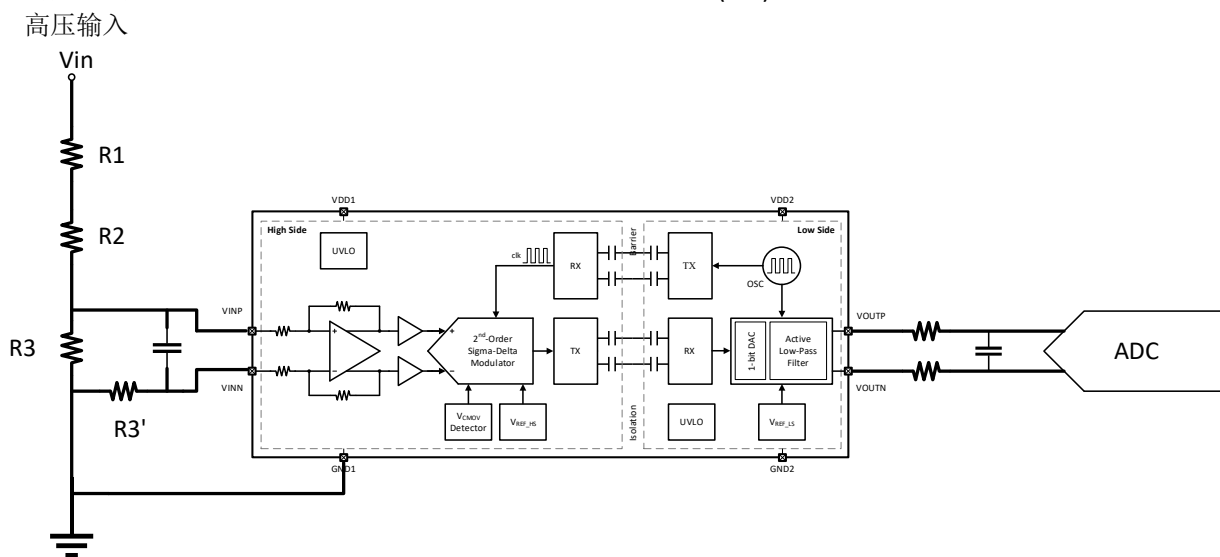 高压输入
Vin
R1
R2
R3
R3'
VDD1
VDD2
High Side
Low Side
UVLO
clk
RX
Barrier
TX
OSC
VINP
VINN
2nd-Order
Sigma-Delta
Modulator
TX
RX
1-bit DAC
Active
Low-Pass
Filter
VOUTP
VOUTN
ADC
VCMOV
Detector
VREF_HS
Isolation
UVLO
VREF_LS
GND1
GND2